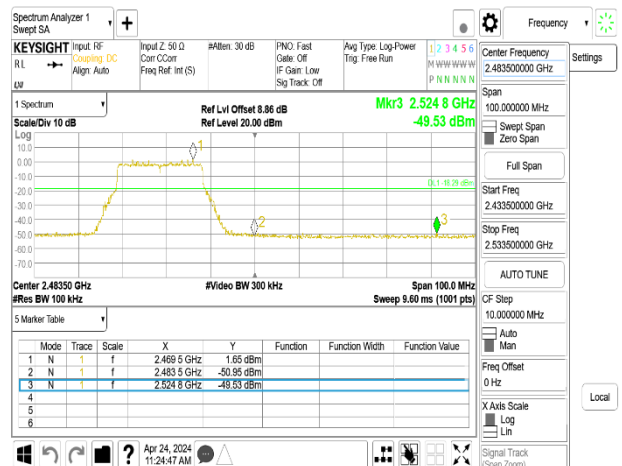 Spectrum Analyzer 1
Swept SA
Frequency
KEYSIGHT
RL
Input: RF
Coupling: DC
Align: Auto
Input Z: 50 Ω
Corr CCorr
Freq Ref: Int (S)
#Atten: 30 dB
PNO: Fast
Gate: Off
IF Gain: Low
Sig Track: Off
Avg Type: Log-Power
Trig: Free Run
1 2 3 4 5 6
M W W W W W
P N N N N N
1 Spectrum
Scale/Div 10 dB
Ref Lvl Offset 8.86 dB
Ref Level 20.00 dBm
Mkr3 2.524 8 GHz
-49.53 dBm
Log
10.0
0.00
-10.0
-20.0
-30.0
-40.0
-50.0
-60.0
-70.0
1
2
3
DL1 -18.29 dBm
Center 2.48350 GHz
#Res BW 100 kHz
#Video BW 300 kHz
Span 100.0 MHz
Sweep 9.60 ms (1001 pts)
5 Marker Table
Mode Trace Scale X Y Function Function Width Function Value
1 N 1 f 2.469 5 GHz 1.65 dBm
2 N 1 f 2.483 5 GHz -50.95 dBm
3 N 1 f 2.524 8 GHz -49.53 dBm
4
5
6
Apr 24, 2024
11:24:47 AM
Center Frequency
2.483500000 GHz
Settings
Span
100.000000 MHz
Swept Span
Zero Span
Full Span
Start Freq
2.433500000 GHz
Stop Freq
2.533500000 GHz
AUTO TUNE
CF Step
10.000000 MHz
Auto
Man
Freq Offset
0 Hz
X Axis Scale
Log
Lin
Local
Signal Track
(Span Zoom)